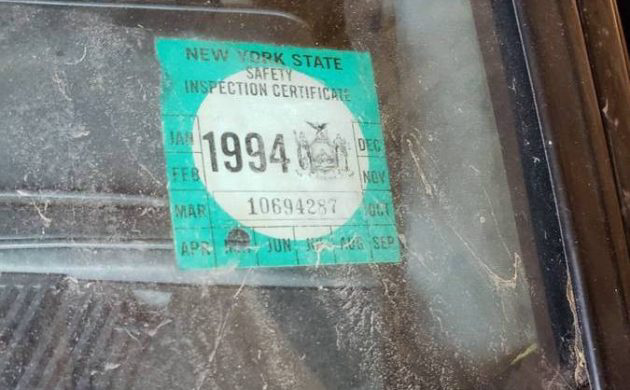 NEW YORK STATE
SAFETY
INSPECTION CERTIFICATE
JAN 1994 DEC
FEB NOV
MAR 10694287 OCT
APR JUN AUG SEP